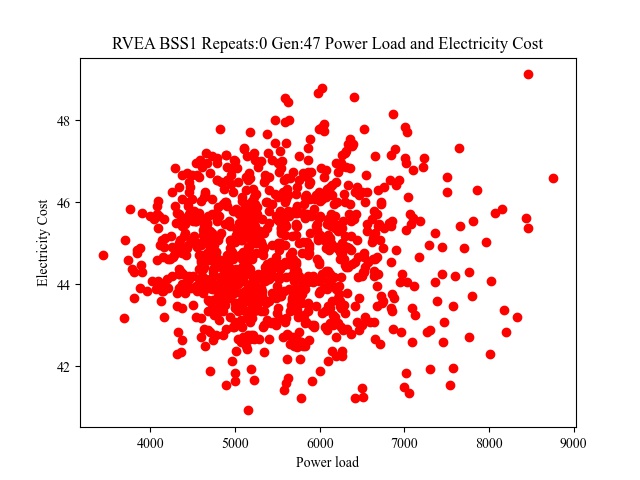 RVEA BSS1 Repeats:0 Gen:47 Power Load and Electricity Cost
48
46
44
42
Electricity Cost
4000 5000 6000 7000 8000 9000
Power load